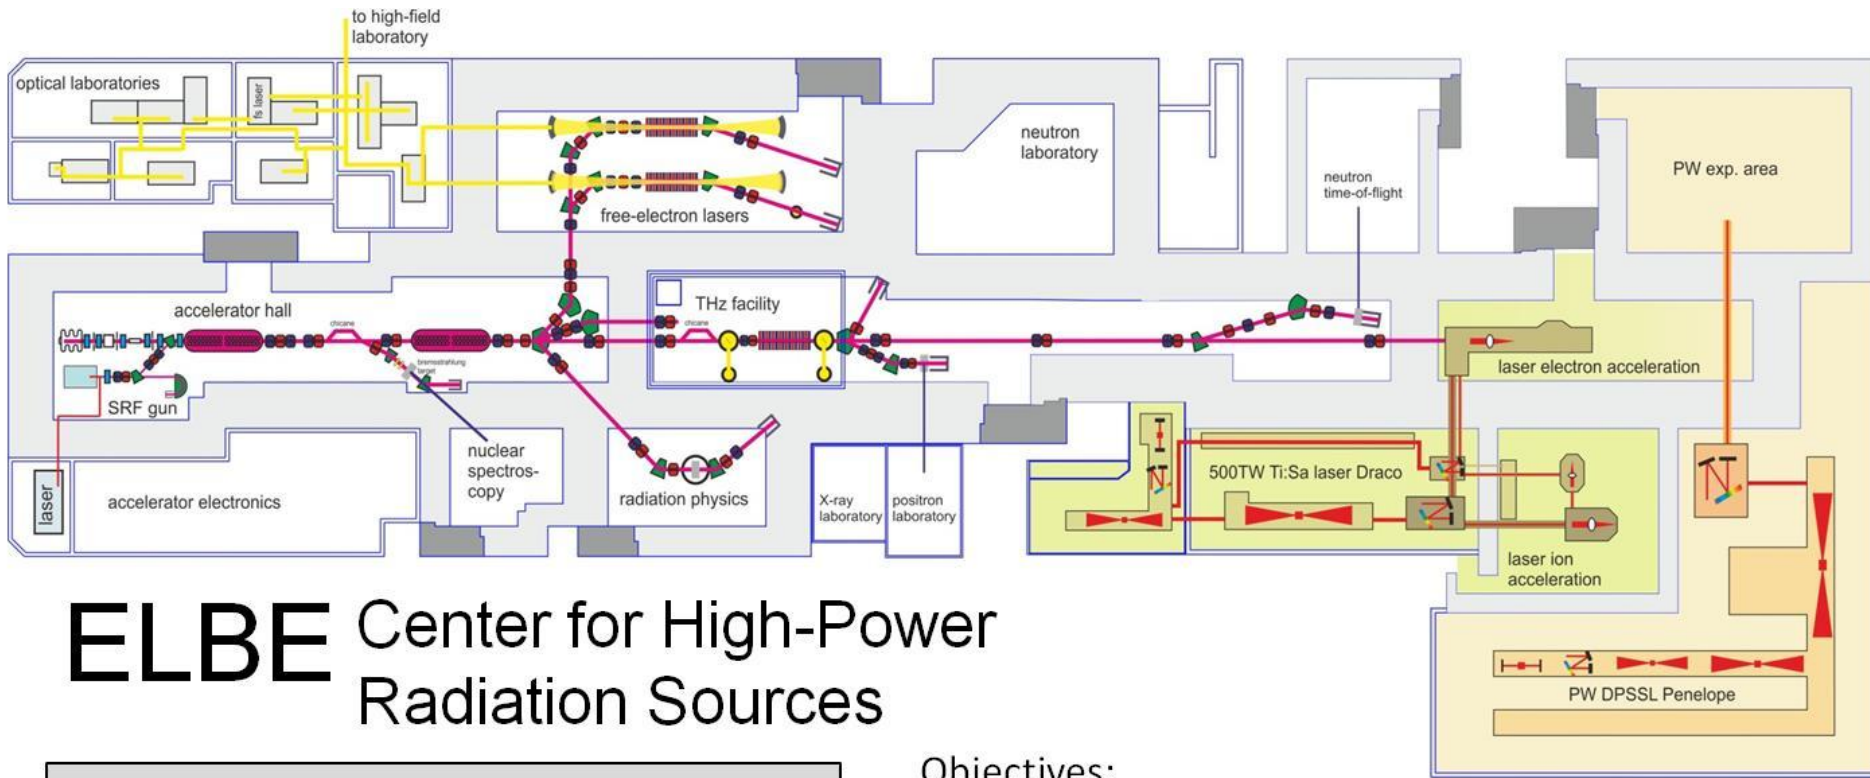 to high-field
laboratory
optical laboratories
fs laser
free-electron lasers
neutron
laboratory
neutron
time-of-flight
PW exp. area
accelerator hall
chicane
bremsstrahlung
target
THz facility
chicane
laser electron acceleration
SRF gun
nuclear
spectros-
copy
laser
accelerator electronics
radiation physics
X-ray
laboratory
positron
laboratory
500TW Ti:Sa laser Draco
laser ion
acceleration
PW DPSSL Penelope
ELBE Center for High-Power
Radiation Sources
Objectives: